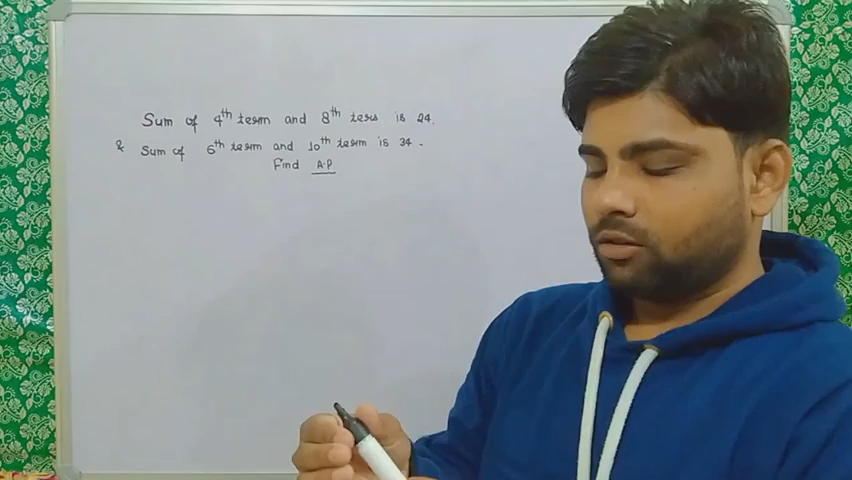 Sum of 4th term and 8th term is 24.
& Sum of 6th term and 10th term is 34.
Find A.P